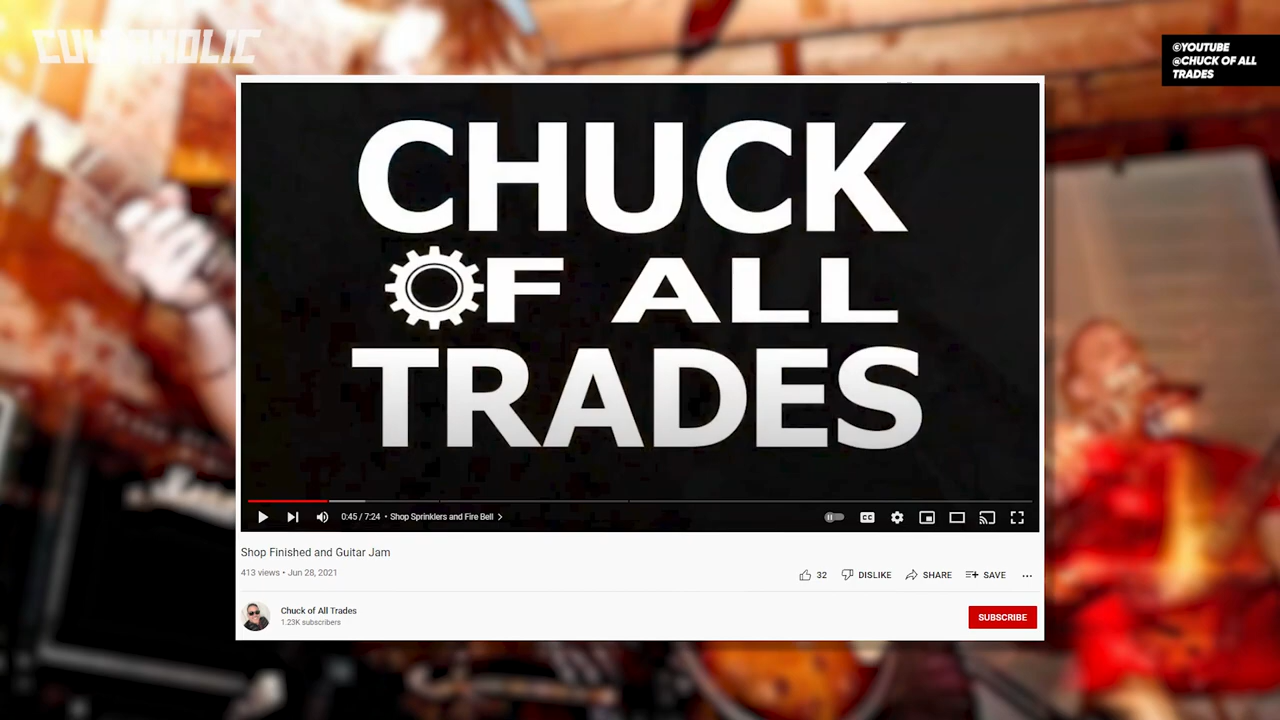 CULTAHOLIC
©YOUTUBE
@CHUCK OF ALL
TRADES
CHUCK
OF ALL
TRADES
0:45 / 7:24 • Shop Sprinklers and Fire Bell
CC
Shop Finished and Guitar Jam
413 views • Jun 28, 2021
32 DISLIKE SHARE SAVE
Chuck of All Trades
1.23K subscribers
SUBSCRIBE